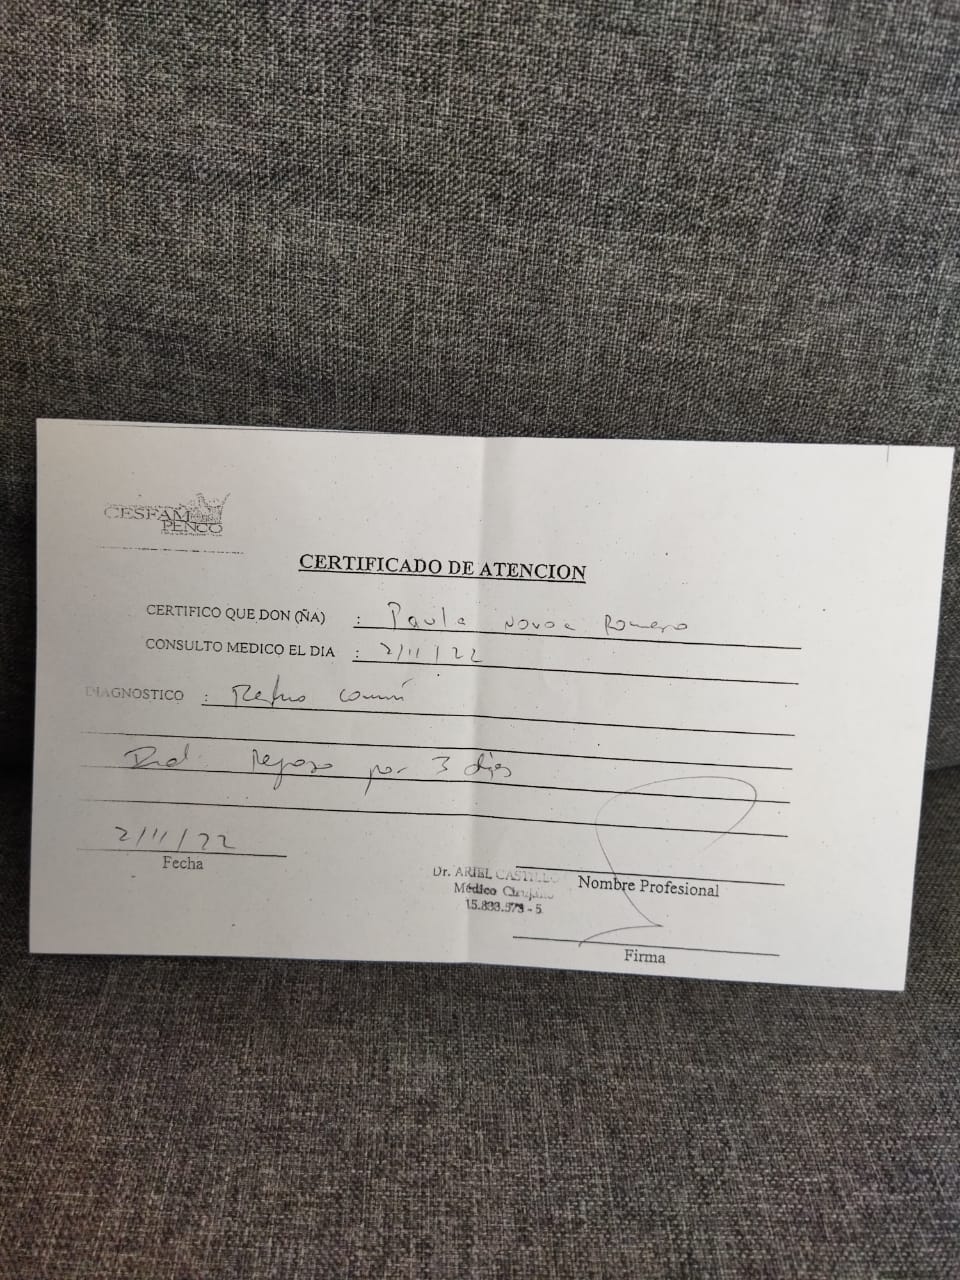 CESFAM
PENCO
CERTIFICADO DE ATENCION
CERTIFICO QUE DON (ÑA) : Paula Novoa Romero
CONSULTO MEDICO EL DIA : 2/11/22
DIAGNOSTICO : Resfrio común
Ind. Reposo por 3 días
2/11/22
Fecha
Dr. ARIEL CASTILLO
Médico Cirujano
15.833.573-5
Nombre Profesional
Firma